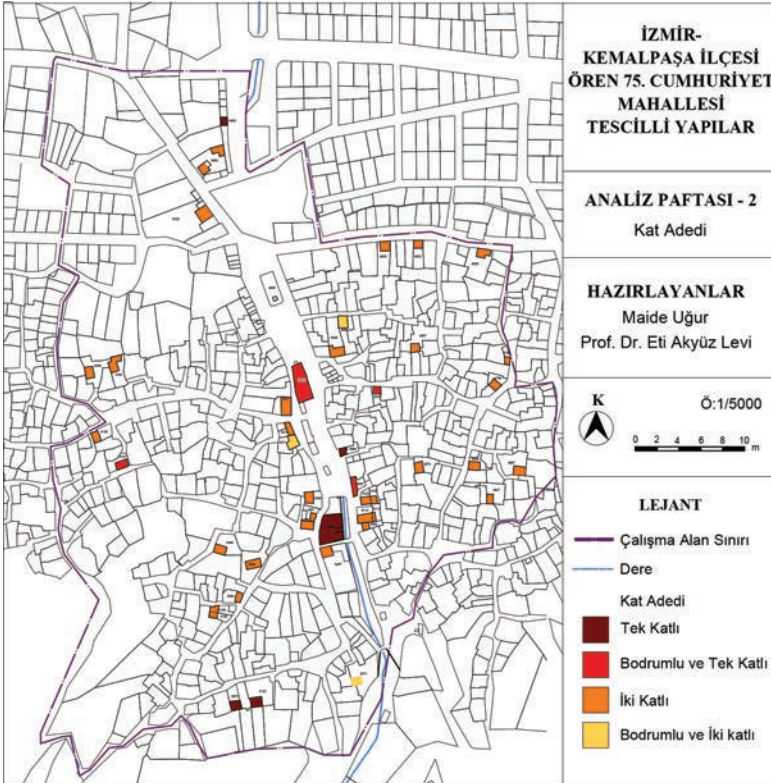 İZMİR-
KEMALPAŞA İLÇESİ
ÖREN 75. CUMHURİYET
MAHALLESİ
TESCİLLİ YAPILAR
ANALİZ PAFTASI - 2
Kat Adedi
HAZIRLAYANLAR
Maide Uğur
Prof. Dr. Eti Akyüz Levi
K
Ö:1/5000
0 2 4 6 8 10 m
LEJANT
Çalışma Alan Sınırı
Dere
Kat Adedi
Tek Katlı
Bodrumlu ve Tek Katlı
İki Katlı
Bodrumlu ve İki katlı